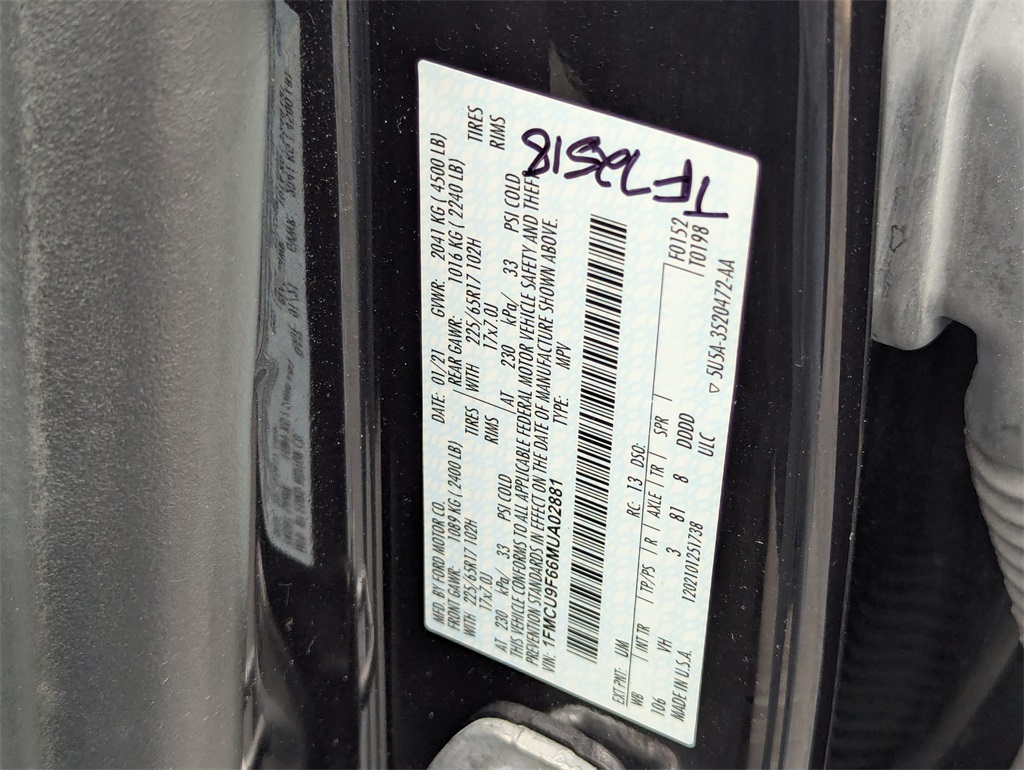 MFD. BY FORD MOTOR CO.
DATE: 01/21 GVWR: 2041 KG ( 4500 LB)
FRONT GAWR: 1089 KG ( 2400 LB)
REAR GAWR: 1016 KG ( 2240 LB)
WITH 225/65R17 102H TIRES
WITH 225/65R17 102H TIRES
17x7.0J RIMS
17x7.0J RIMS
AT 230 kPa/ 33 PSI COLD
AT 230 kPa/ 33 PSI COLD
THIS VEHICLE CONFORMS TO ALL APPLICABLE FEDERAL MOTOR VEHICLE SAFETY AND THEFT
PREVENTION STANDARDS IN EFFECT ON THE DATE OF MANUFACTURE SHOWN ABOVE.
VIN: 1FMCU9F66MUA02881
TYPE: MPV
EXT PNT: UM RC: 13 DSO:
F0152
T0198
WB INT TR TP/PS R AXLE TR SPR
106 VH 3 81 8 DDDD
MADE IN U.S.A. 120210251738 ULC
5U5A-3520472-AA